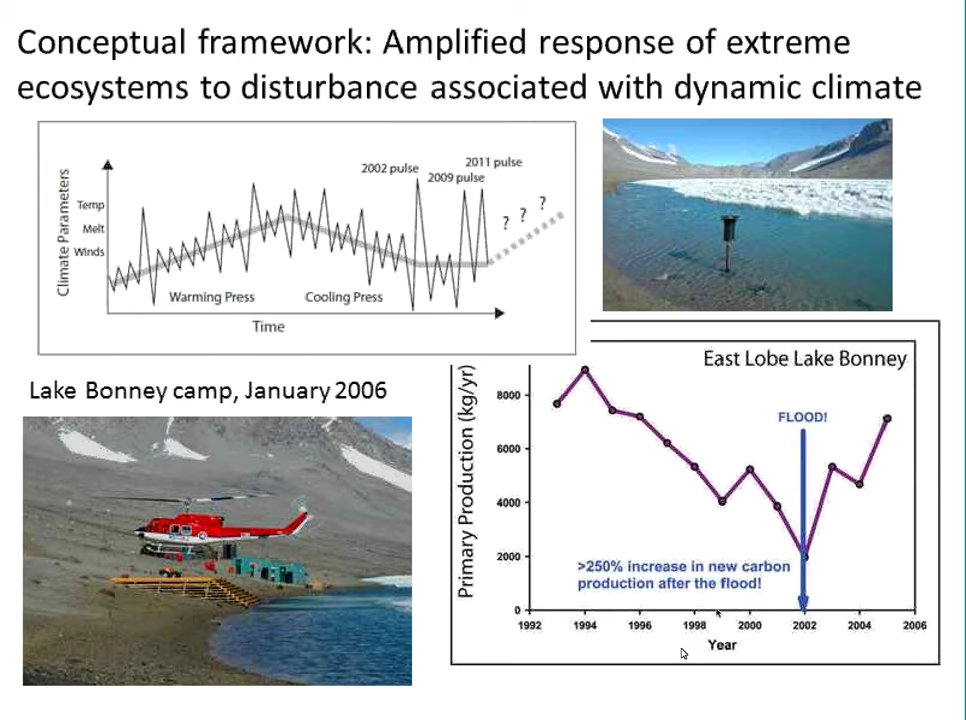 Conceptual framework: Amplified response of extreme
ecosystems to disturbance associated with dynamic climate
2011 pulse
2002 pulse
2009 pulse
Climate Parameters
Temp
Melt
Winds
? ? ?
Warming Press
Cooling Press
Time
Lake Bonney camp, January 2006
East Lobe Lake Bonney
Primary Production (kg/yr)
8000
6000
4000
2000
0
FLOOD!
>250% increase in new carbon
production after the flood!
1992 1994 1996 1998 2000 2002 2004 2006
Year